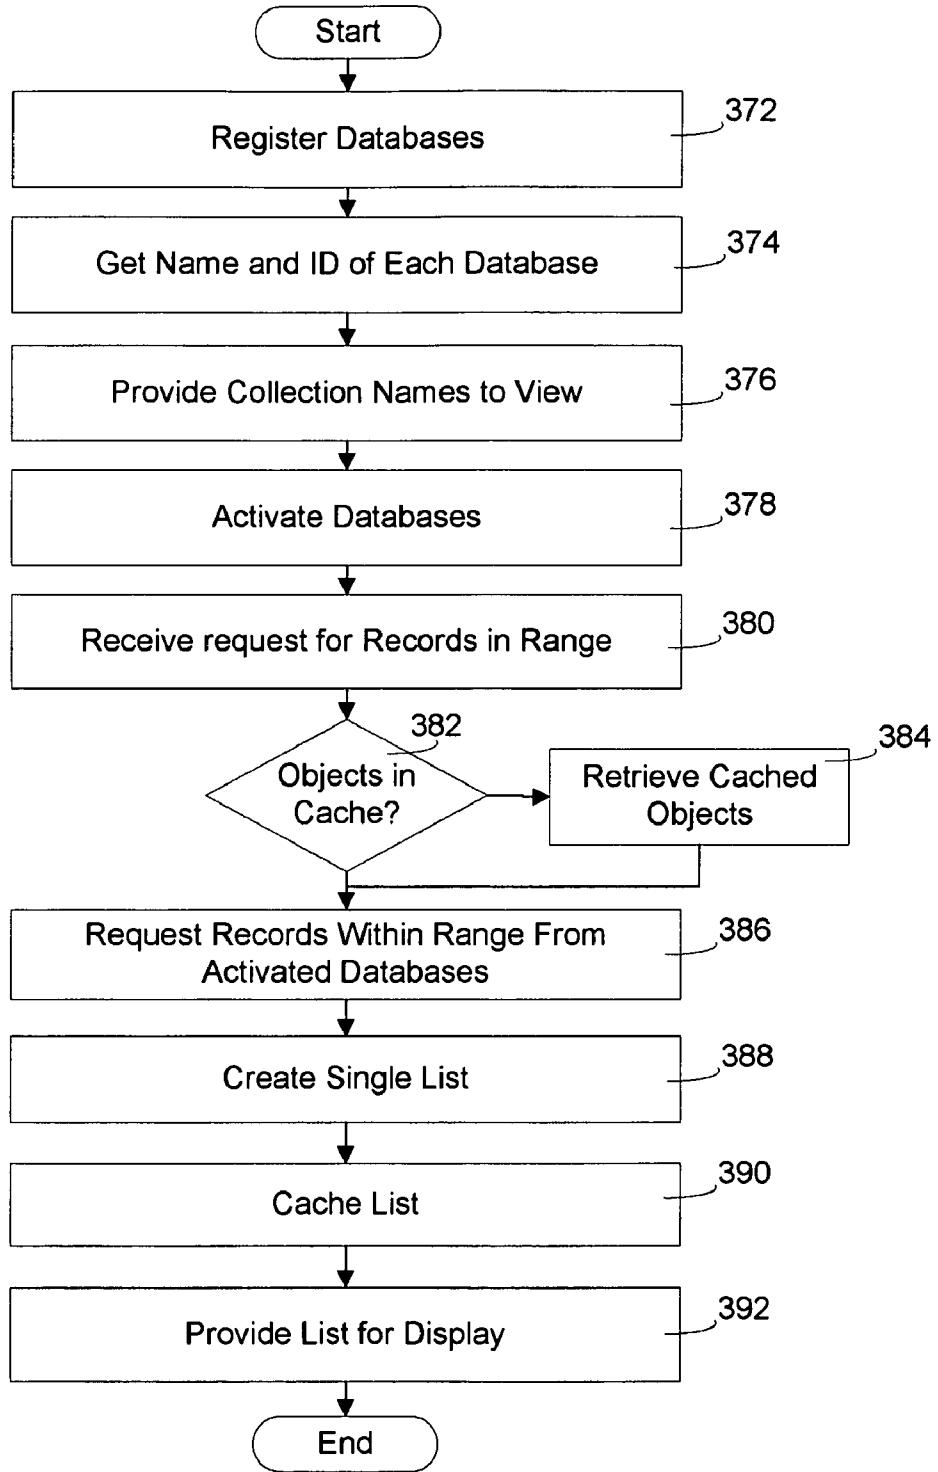 Start
Register Databases
372
Get Name and ID of Each Database
374
Provide Collection Names to View
376
Activate Databases
378
Receive request for Records in Range
380
382
Objects in
Cache?
384
Retrieve Cached
Objects
Request Records Within Range From
Activated Databases
386
Create Single List
388
Cache List
390
Provide List for Display
392
End